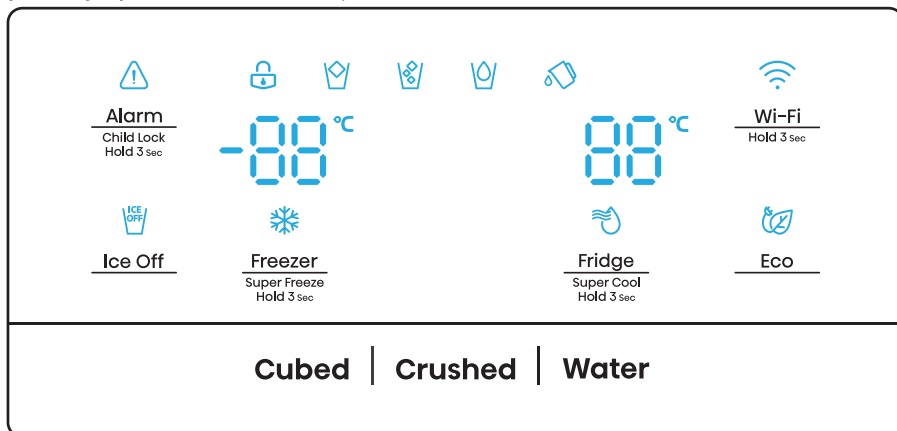 Alarm
Child Lock
Hold 3 Sec
-88 °C
88 °C
Wi-Fi
Hold 3 Sec
ICE
OFF
Ice Off
Freezer
Super Freeze
Hold 3 Sec
Fridge
Super Cool
Hold 3 Sec
Eco
Cubed | Crushed | Water